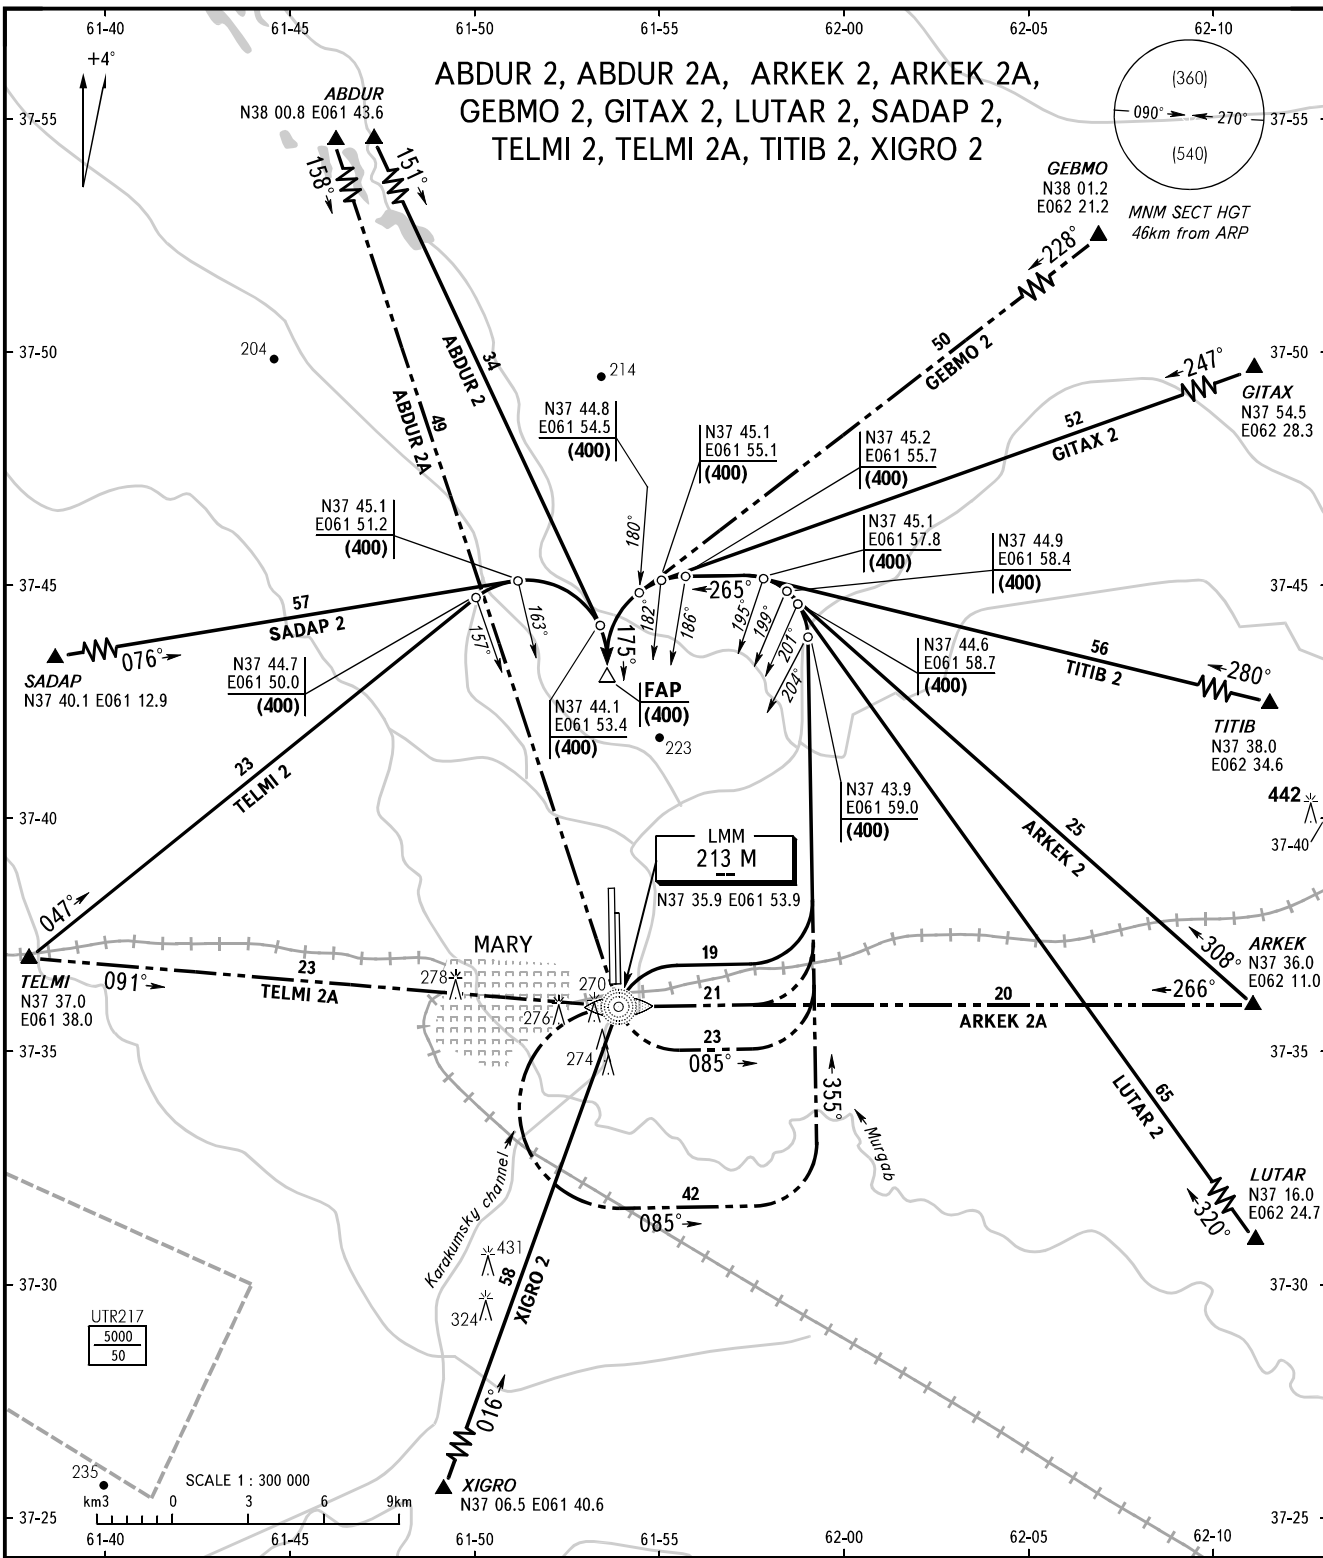 61-40
61-45
61-50
61-55
62-00
62-05
62-10
+4°
ABDUR 2, ABDUR 2A, ARKEK 2, ARKEK 2A,
GEBMO 2, GITAX 2, LUTAR 2, SADAP 2,
TELMI 2, TELMI 2A, TITIB 2, XIGRO 2
(360)
090°
270°
(540)
MNM SECT HGT
46km from ARP
37-55
37-55
ABDUR
N38 00.8 E061 43.6
158°
151°
GEBMO
N38 01.2
E062 21.2
228°
50
GEBMO 2
37-50
37-50
204
214
34
ABDUR 2
49
ABDUR 2A
247°
GITAX
N37 54.5
E062 28.3
52
GITAX 2
N37 44.8
E061 54.5
(400)
N37 45.1
E061 55.1
(400)
N37 45.2
E061 55.7
(400)
N37 45.1
E061 51.2
(400)
N37 45.1
E061 57.8
(400)
N37 44.9
E061 58.4
(400)
180°
182°
186°
265°
195°
199°
201°
204°
163°
157°
175°
37-45
37-45
57
SADAP 2
076°
SADAP
N37 40.1 E061 12.9
N37 44.7
E061 50.0
(400)
N37 44.1
E061 53.4
(400)
FAP
(400)
223
N37 44.6
E061 58.7
(400)
56
TITIB 2
280°
TITIB
N37 38.0
E062 34.6
N37 43.9
E061 59.0
(400)
442
23
TELMI 2
37-40
37-40
25
ARKEK 2
LMM
213 M
N37 35.9 E061 53.9
047°
MARY
TELMI
N37 37.0
E061 38.0
091°
23
TELMI 2A
278
276
270
274
19
21
23
085°
308°
ARKEK
N37 36.0
E062 11.0
266°
20
ARKEK 2A
37-35
37-35
355°
Murgab
65
LUTAR 2
LUTAR
N37 16.0
E062 24.7
320°
42
085°
Karakumsky channel
431
324
58
XIGRO 2
37-30
37-30
UTR217
5000
50
016°
235
SCALE 1 : 300 000
km3
0
3
6
9km
XIGRO
N37 06.5 E061 40.6
37-25
37-25
61-40
61-45
61-50
61-55
62-00
62-05
62-10